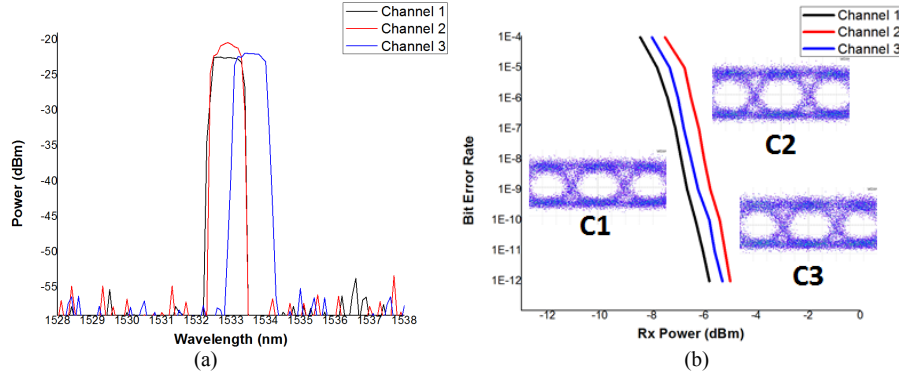 Channel 1
Channel 2
Channel 3
-20
-25
-30
-35
-40
-45
-50
-55
Power (dBm)
1528 1529 1530 1531 1532 1533 1534 1535 1536 1537 1538
Wavelength (nm)
(a)
Channel 1
Channel 2
Channel 3
1E-4
1E-5
1E-6
1E-7
1E-8
1E-9
1E-10
1E-11
1E-12
Bit Error Rate
C2
C1
C3
-12 -10 -8 -6 -4 -2 0
Rx Power (dBm)
(b)